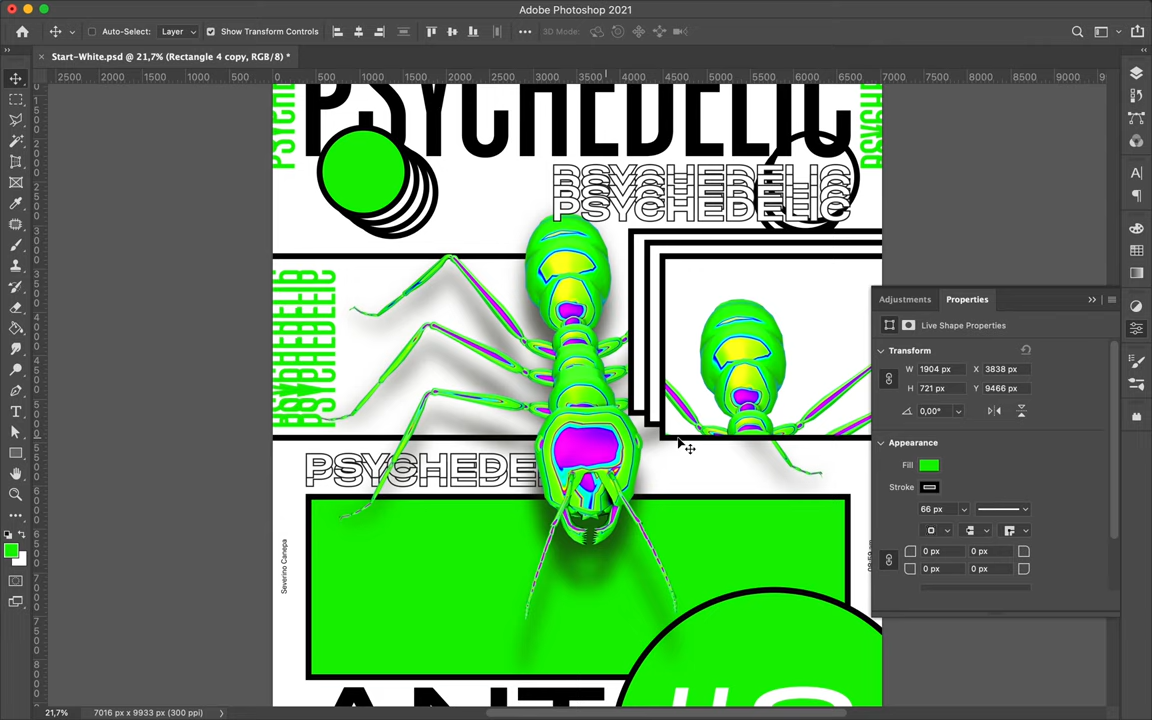 Adobe Photoshop 2021
Auto-Select: Layer Show Transform Controls 3D Mode:
Start-White.psd @ 21,7% (Rectangle 4 copy, RGB/8) *
2500 2000 1500 1000 500 0 500 1000 1500 2000 2500 3000 3500 4000 4500 5000 5500 6000 6500 7000 7500 8000 8500 9000
PSYCHEDELIC
PSYCHEDELIC
PSYCHEDELIC
PSYCHEDELIC
PSYCHEDELIC
PSYCHEDE
Severino Canepa
ANT
Adjustments Properties
Live Shape Properties
Transform
W 1904 px X 3838 px
H 721 px Y 9466 px
0,00°
Appearance
Fill
Stroke
66 px
0 px 0 px
0 px 0 px
21,7% 7016 px x 9933 px (300 ppi)